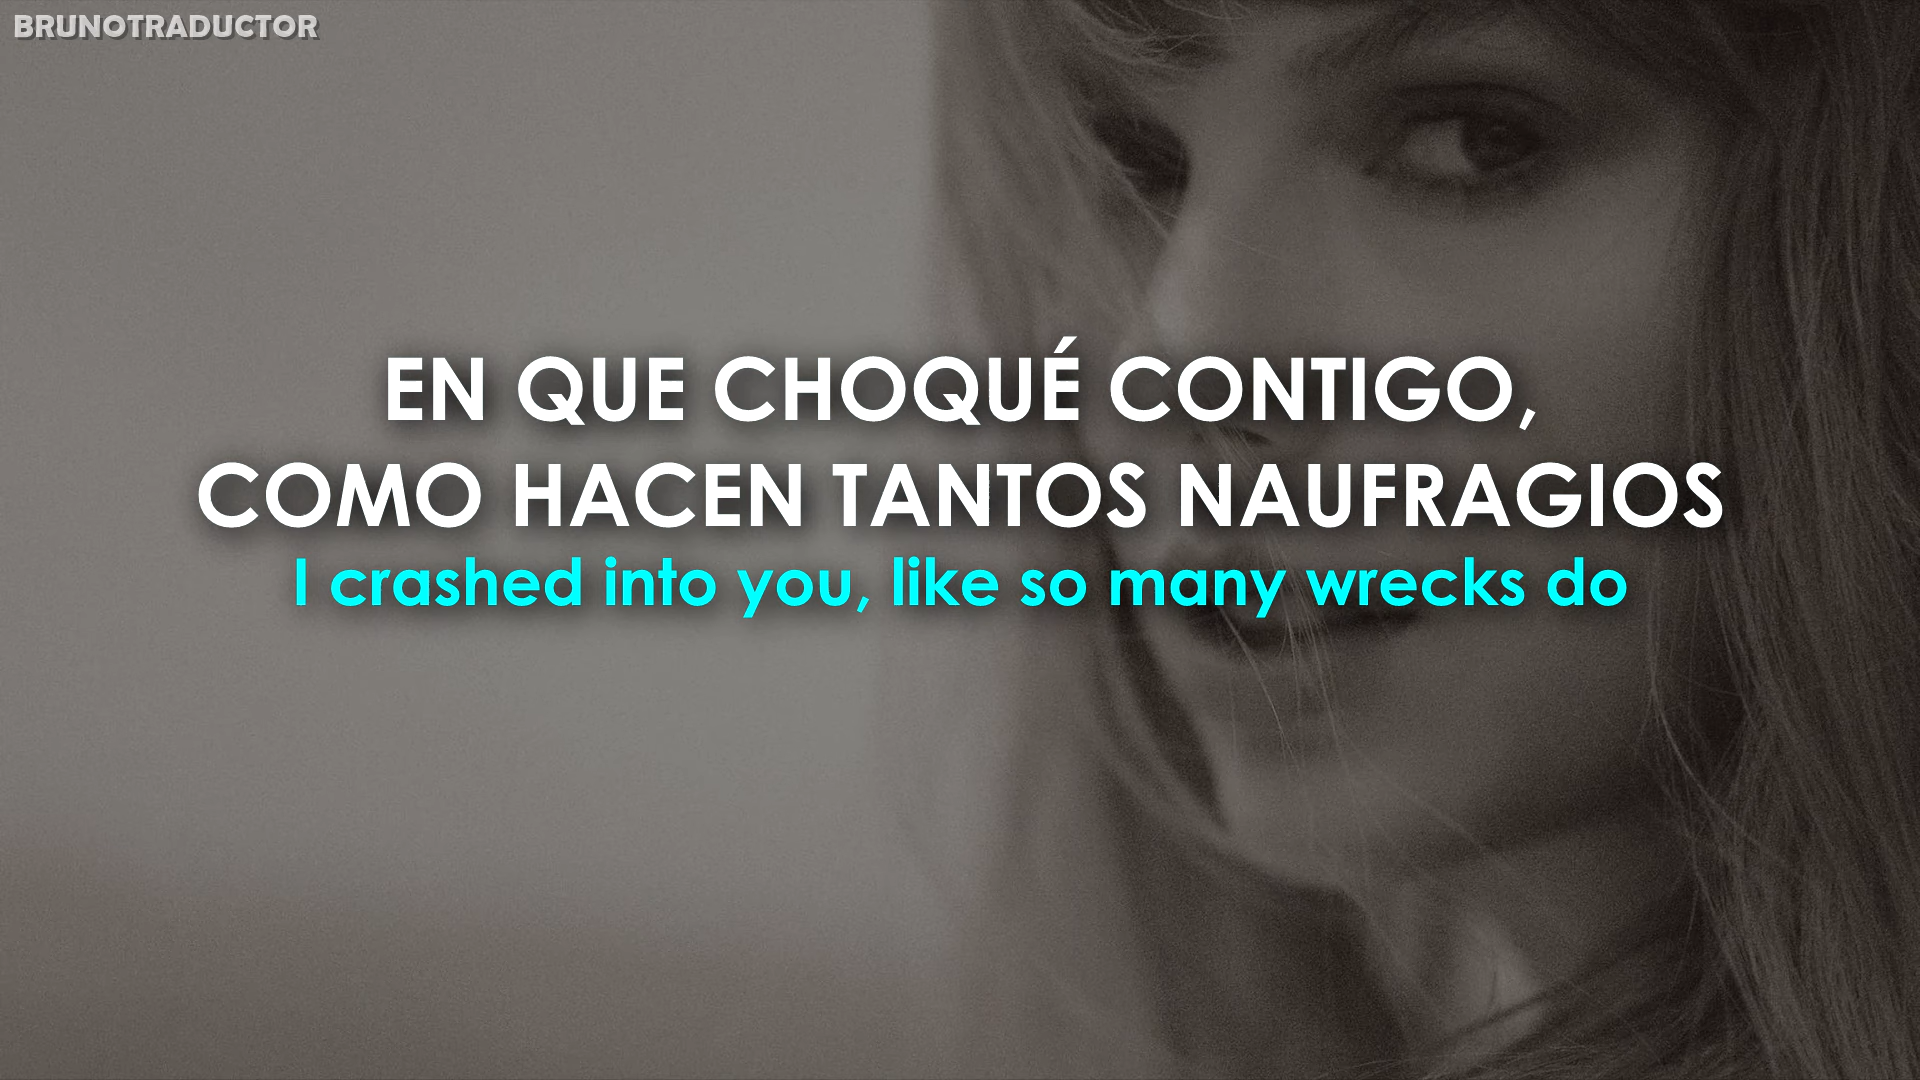 BRUNOTRADUCTOR
EN QUE CHOQUÉ CONTIGO,
COMO HACEN TANTOS NAUFRAGIOS
I crashed into you, like so many wrecks do